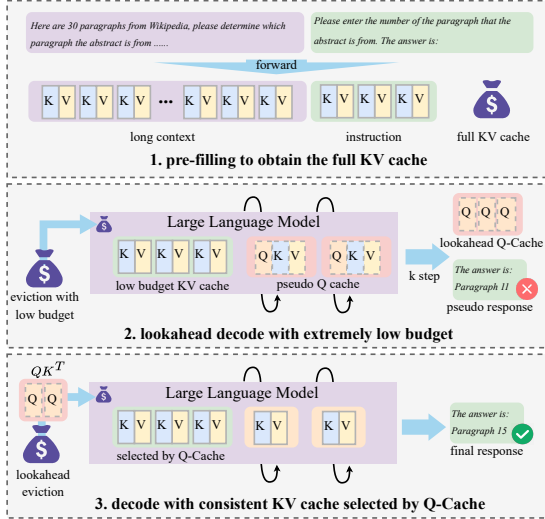 Here are 30 paragraphs from Wikipedia, please determine which
paragraph the abstract is from ......
Please enter the number of the paragraph that the
abstract is from. The answer is:
forward
K V K V K V ... K V K V K V
K V K V K V
$
long context
instruction
full KV cache
1. pre-filling to obtain the full KV cache
$
Large Language Model
Q Q Q
lookahead Q-Cache
$
K V K V K V
Q K V Q K V
eviction with
low budget
low budget KV cache
pseudo Q cache
k step
The answer is:
Paragraph 11
pseudo response
2. lookahead decode with extremely low budget
QK^T
Q Q
$
Large Language Model
$
K V K V K V
K V K V
The answer is:
Paragraph 15
selected by Q-Cache
final response
lookahead
eviction
3. decode with consistent KV cache selected by Q-Cache